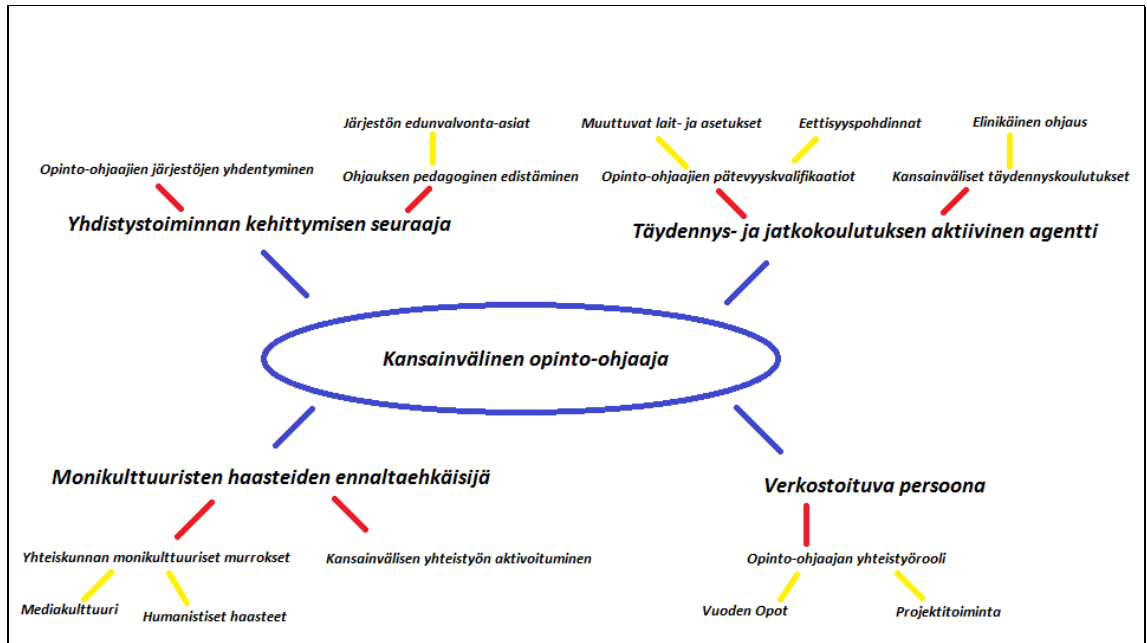 Järjestön edunvalvonta-asiat
Muuttuvat lait- ja asetukset
Eettisyyspohdinnat
Elinikäinen ohjaus
Opinto-ohjaajien järjestöjen yhdentyminen
Ohjauksen pedagoginen edistäminen
Opinto-ohjaajien pätevyyskvalifikaatiot
Kansainväliset täydennyskoulutukset
Yhdistystoiminnan kehittymisen seuraaja
Täydennys- ja jatkokoulutuksen aktiivinen agentti
Kansainvälinen opinto-ohjaaja
Monikulttuuristen haasteiden ennaltaehkäisijä
Verkostoituva persoona
Yhteiskunnan monikulttuuriset murrokset
Kansainvälisen yhteistyön aktivoituminen
Opinto-ohjaajan yhteistyörooli
Mediakulttuuri
Humanistiset haasteet
Vuoden Opot
Projektitoiminta